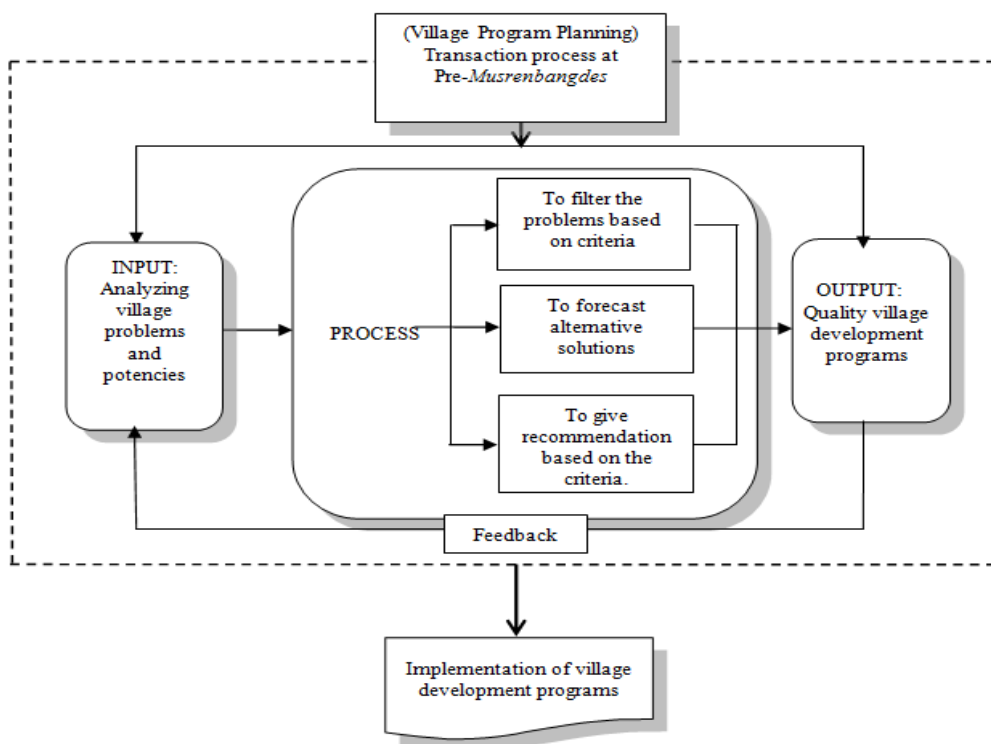 (Village Program Planning)
Transaction process at
Pre-Musrenbangdes
INPUT:
Analyzing
village
problems
and
potencies
PROCESS
To filter the
problems based
on criteria
To forecast
alternative
solutions
To give
recommendation
based on the
criteria.
OUTPUT:
Quality village
development
programs
Feedback
Implementation of village
development programs